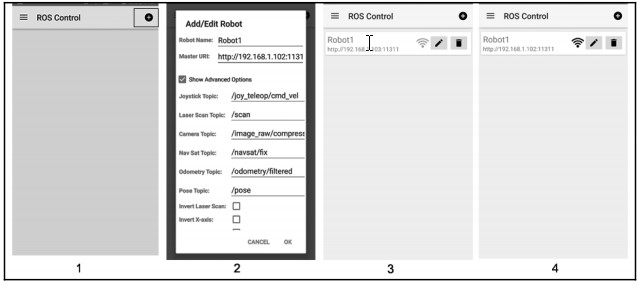 ROS Control
1
Add/Edit Robot
Robot Name: Robot1
Master URI: http://192.168.1.102:1131
Show Advanced Options
Joystick Topic: /joy_teleop/cmd_vel
Laser Scan Topic: /scan
Camera Topic: /image_raw/compress
Nav Sat Topic: /navsat/fix
Odometry Topic: /odometry/filtered
Pose Topic: /pose
Invert Laser Scan:
Invert X-axis:
CANCEL OK
2
ROS Control
Robot1
http://192.168.1.103:11311
3
ROS Control
Robot1
http://192.168.1.102:11311
4